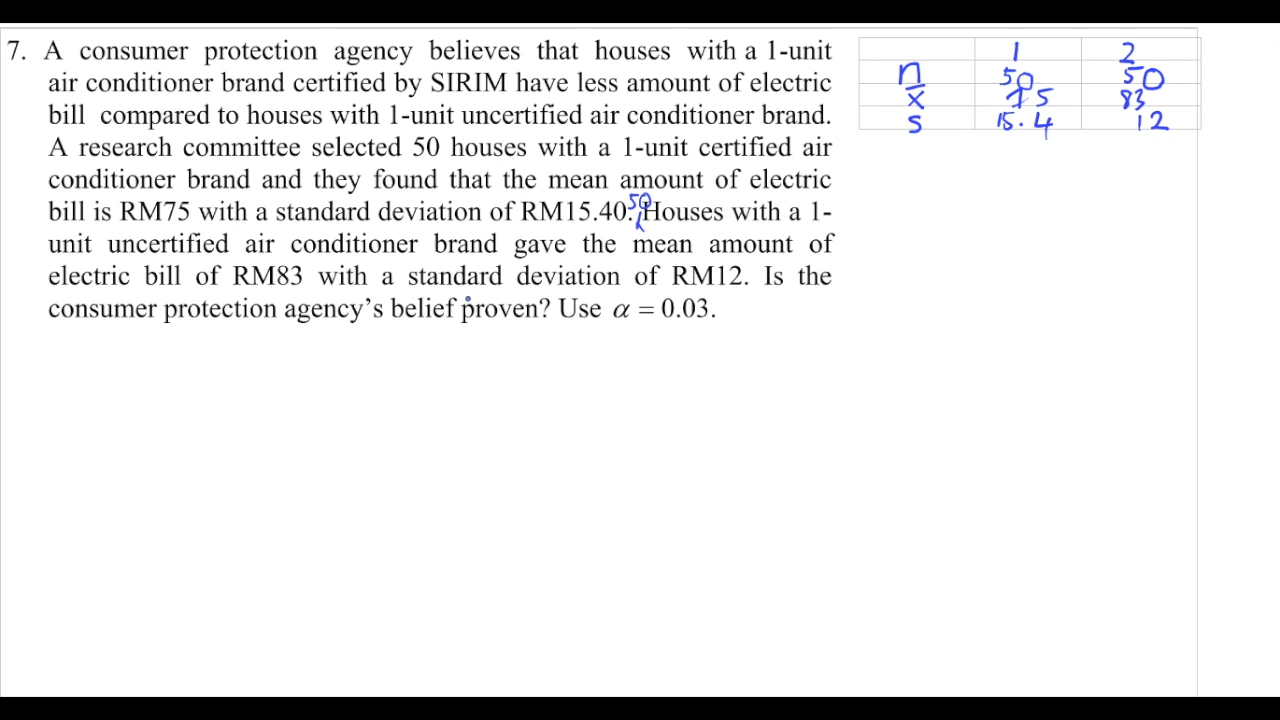 7. A consumer protection agency believes that houses with a 1-unit
air conditioner brand certified by SIRIM have less amount of electric
bill compared to houses with 1-unit uncertified air conditioner brand.
A research committee selected 50 houses with a 1-unit certified air
conditioner brand and they found that the mean amount of electric
50
bill is RM75 with a standard deviation of RM15.40. Houses with a 1-
unit uncertified air conditioner brand gave the mean amount of
electric bill of RM83 with a standard deviation of RM12. Is the
consumer protection agency's belief proven? Use α = 0.03.
1 2
n 50 50
x̄ 75 83
s 15.4 12